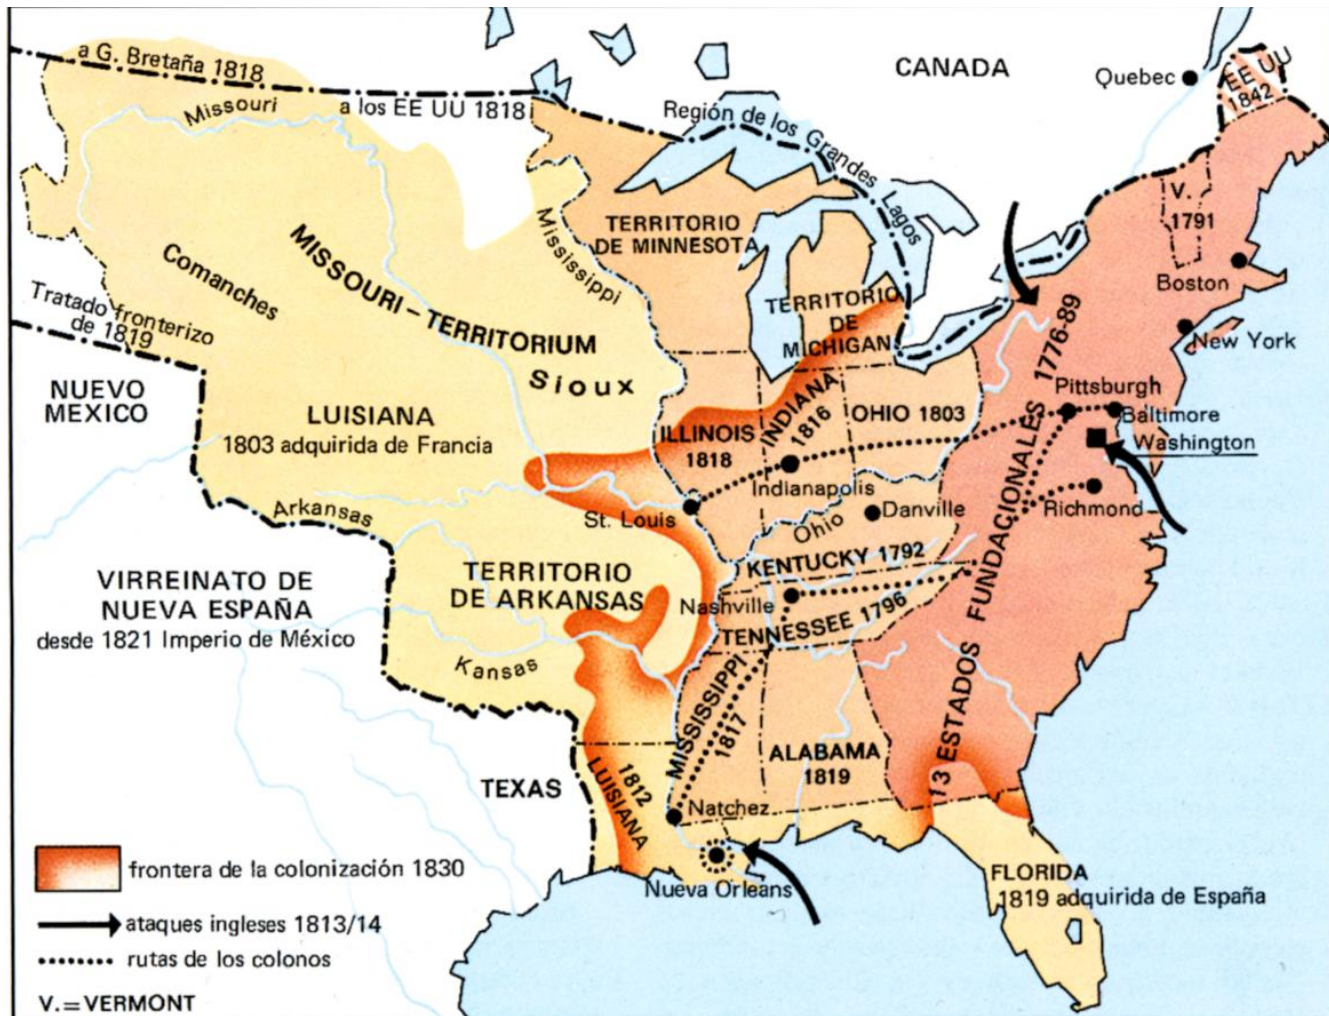 a G. Bretaña 1818
Missouri
a los EE UU 1818
Región de los Grandes Lagos
CANADA
Quebec
EE UU
1842
V.
1791
Boston
New York
TERRITORIO
DE MINNESOTA
Mississippi
MISSOURI-TERRITORIUM
Comanches
Sioux
TERRITORIO
DE
MICHIGAN
Tratado fronterizo
de 1819
NUEVO
MEXICO
LUISIANA
1803 adquirida de Francia
ILLINOIS
1818
INDIANA
1816
OHIO 1803
Pittsburgh
Baltimore
Washington
Indianapolis
Richmond
13 ESTADOS FUNDACIONALES 1776-89
St. Louis
Ohio
Danville
Arkansas
KENTUCKY 1792
VIRREINATO DE
NUEVA ESPAÑA
desde 1821 Imperio de México
TERRITORIO
DE ARKANSAS
Nashville
TENNESSEE 1796
Kansas
MISSISSIPPI
1817
ALABAMA
1819
TEXAS
1812
LUISIANA
Natchez
Nueva Orleans
FLORIDA
1819 adquirida de España
frontera de la colonización 1830
ataques ingleses 1813/14
rutas de los colonos
V.=VERMONT